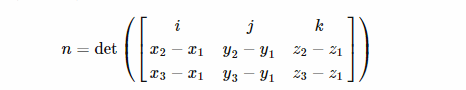 n = det ( [ i j k
x₂ − x₁ y₂ − y₁ z₂ − z₁
x₃ − x₁ y₃ − y₁ z₃ − z₁ ] )